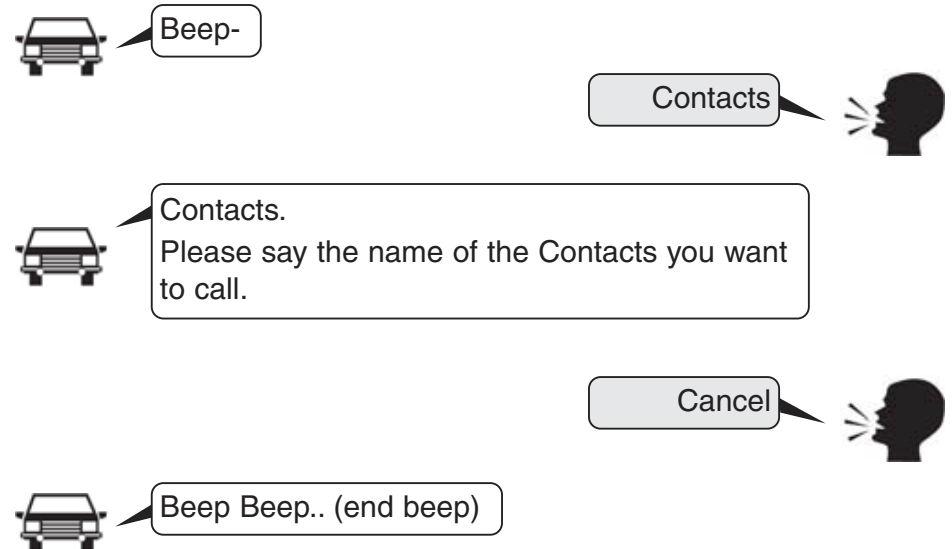 Beep-
Contacts
Contacts.
Please say the name of the Contacts you want
to call.
Cancel
Beep Beep.. (end beep)